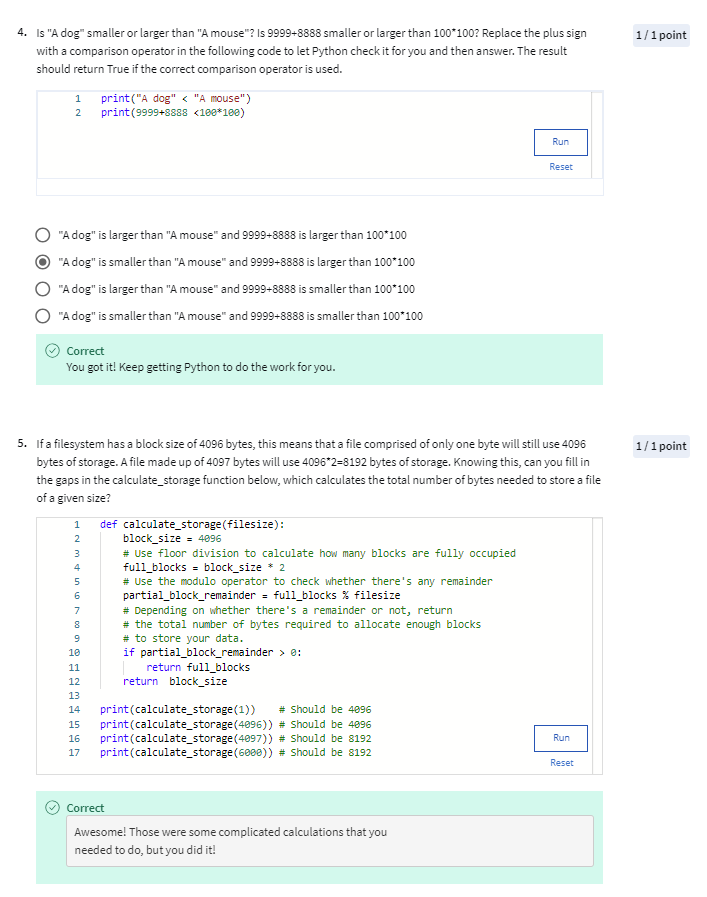 4. Is "A dog" smaller or larger than "A mouse"? Is 9999+8888 smaller or larger than 100*100? Replace the plus sign
1 / 1 point
with a comparison operator in the following code to let Python check it for you and then answer. The result
should return True if the correct comparison operator is used.
1 print("A dog" < "A mouse")
2 print(9999+8888 <100*100)
Run
Reset
"A dog" is larger than "A mouse" and 9999+8888 is larger than 100*100
"A dog" is smaller than "A mouse" and 9999+8888 is larger than 100*100
"A dog" is larger than "A mouse" and 9999+8888 is smaller than 100*100
"A dog" is smaller than "A mouse" and 9999+8888 is smaller than 100*100
Correct
You got it! Keep getting Python to do the work for you.
5. If a filesystem has a block size of 4096 bytes, this means that a file comprised of only one byte will still use 4096
1 / 1 point
bytes of storage. A file made up of 4097 bytes will use 4096*2=8192 bytes of storage. Knowing this, can you fill in
the gaps in the calculate_storage function below, which calculates the total number of bytes needed to store a file
of a given size?
1 def calculate_storage(filesize):
2 block_size = 4096
3 # Use floor division to calculate how many blocks are fully occupied
4 full_blocks = block_size * 2
5 # Use the modulo operator to check whether there's any remainder
6 partial_block_remainder = full_blocks % filesize
7 # Depending on whether there's a remainder or not, return
8 # the total number of bytes required to allocate enough blocks
9 # to store your data.
10 if partial_block_remainder > 0:
11 return full_blocks
12 return block_size
13
14 print(calculate_storage(1)) # Should be 4096
15 print(calculate_storage(4096)) # Should be 4096
16 print(calculate_storage(4097)) # Should be 8192
17 print(calculate_storage(6000)) # Should be 8192
Run
Reset
Correct
Awesome! Those were some complicated calculations that you
needed to do, but you did it!